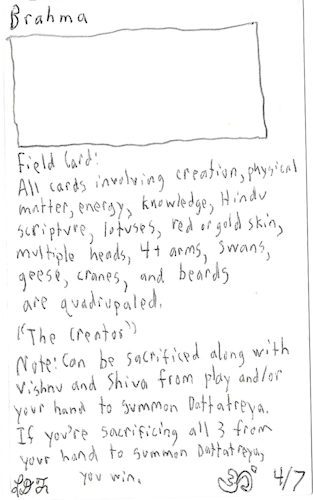 Brahma
Field Card:
All cards involving creation, physical
matter, energy, knowledge, Hindu
scripture, lotuses, red or gold skin,
multiple heads, 4+ arms, swans,
geese, cranes, and beards
are quadrupaled.
("The Creator")
Note: Can be sacrificed along with
Vishnu and Shiva from play and/or
your hand to summon Dattatreya.
If you're sacrificing all 3 from
your hand to summon Dattatreya,
you win.
ॐ 4/7